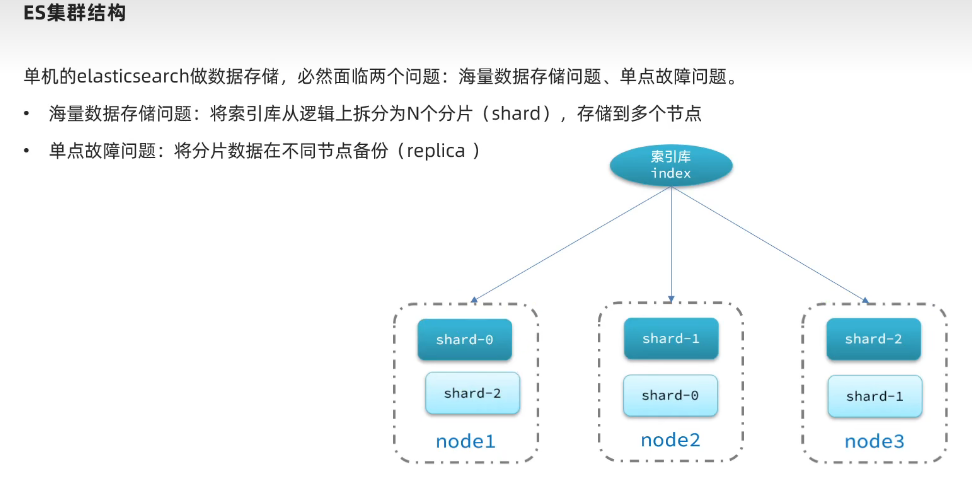 ES集群结构
单机的elasticsearch做数据存储，必然面临两个问题：海量数据存储问题、单点故障问题。
• 海量数据存储问题：将索引库从逻辑上拆分为N个分片（shard），存储到多个节点
• 单点故障问题：将分片数据在不同节点备份（replica ）
索引库
index
shard-0
shard-2
node1
shard-1
shard-0
node2
shard-2
shard-1
node3